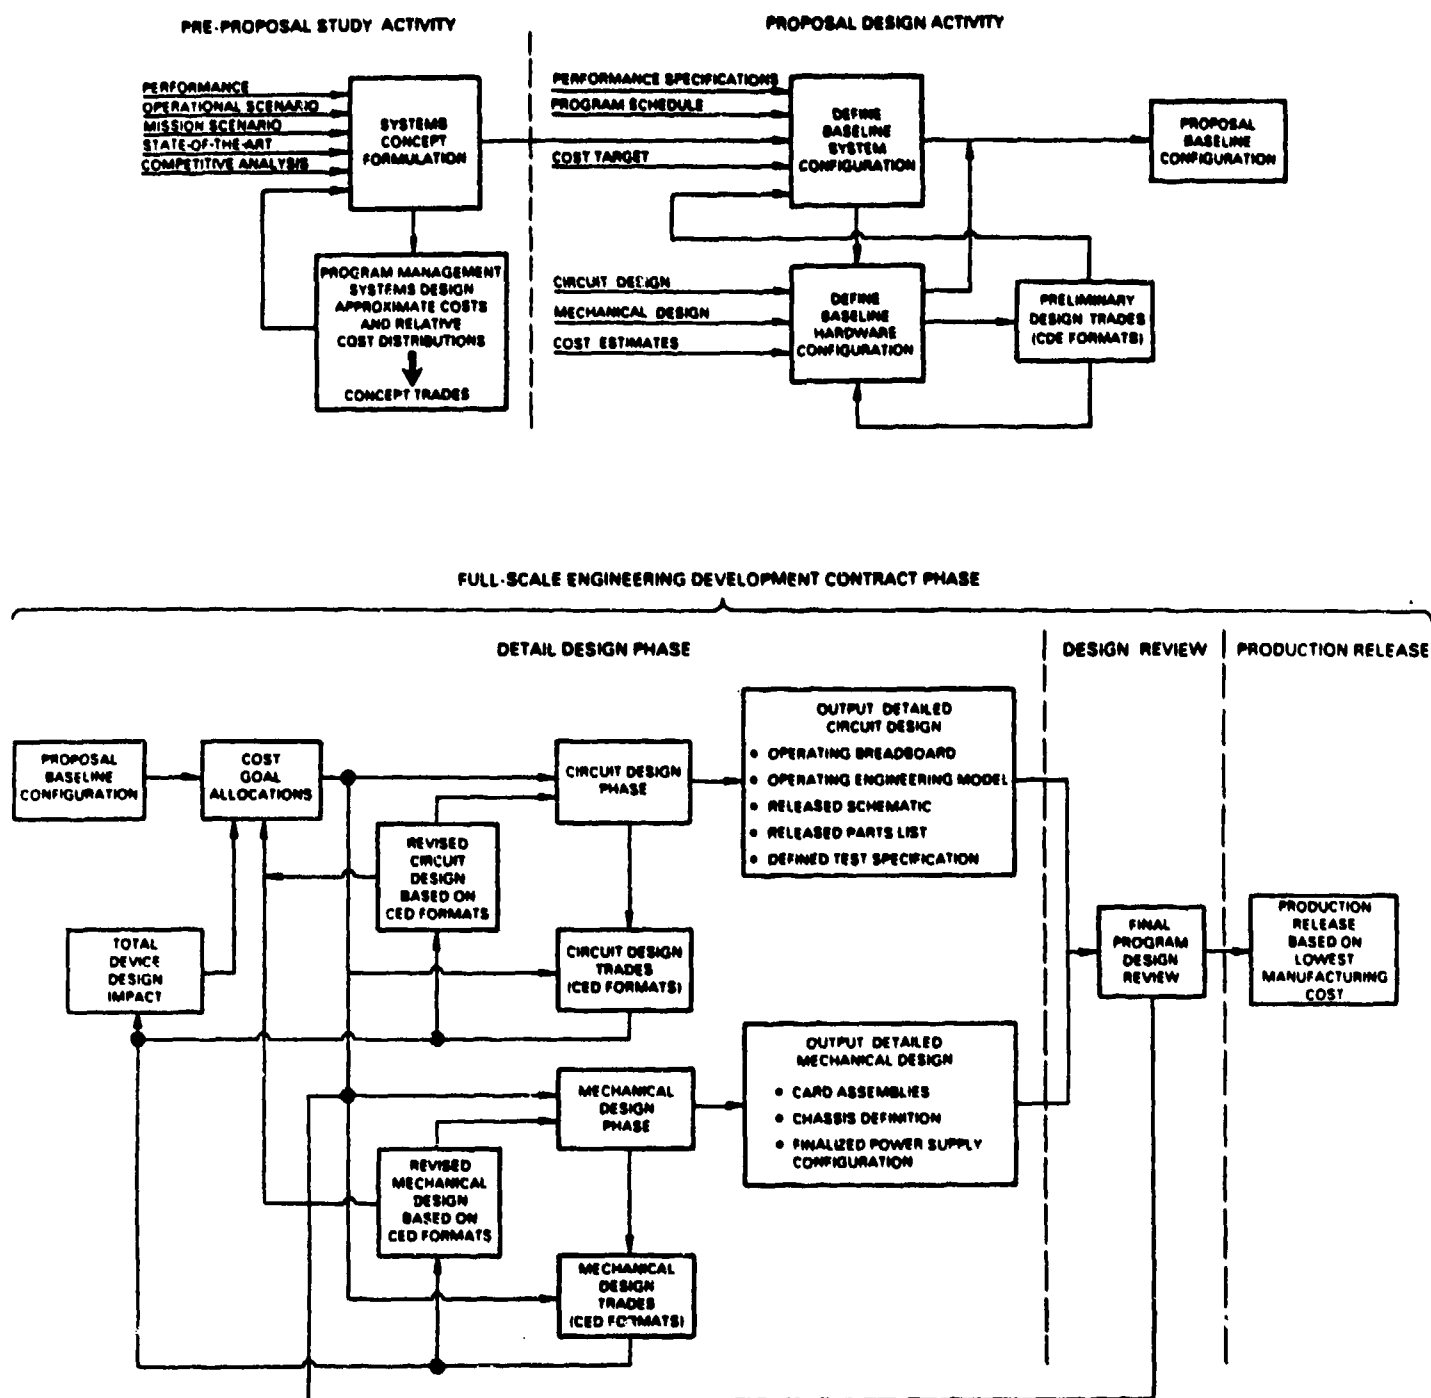 PRE-PROPOSAL STUDY ACTIVITY
PERFORMANCE
OPERATIONAL SCENARIO
MISSION SCENARIO
STATE-OF-THE-ART
COMPETITIVE ANALYSIS
SYSTEMS
CONCEPT
FORMULATION
PROGRAM MANAGEMENT
SYSTEMS DESIGN
APPROXIMATE COSTS
AND RELATIVE
COST DISTRIBUTIONS
CONCEPT TRADES
PROPOSAL DESIGN ACTIVITY
PERFORMANCE SPECIFICATIONS
PROGRAM SCHEDULE
COST TARGET
DEFINE
BASELINE
SYSTEM
CONFIGURATION
PROPOSAL
BASELINE
CONFIGURATION
CIRCUIT DESIGN
MECHANICAL DESIGN
COST ESTIMATES
DEFINE
BASELINE
HARDWARE
CONFIGURATION
PRELIMINARY
DESIGN TRADES
(CDE FORMATS)
FULL-SCALE ENGINEERING DEVELOPMENT CONTRACT PHASE
DETAIL DESIGN PHASE
DESIGN REVIEW
PRODUCTION RELEASE
PROPOSAL
BASELINE
CONFIGURATION
COST
GOAL
ALLOCATIONS
CIRCUIT DESIGN
PHASE
OUTPUT DETAILED
CIRCUIT DESIGN
• OPERATING BREADBOARD
• OPERATING ENGINEERING MODEL
• RELEASED SCHEMATIC
• RELEASED PARTS LIST
• DEFINED TEST SPECIFICATION
REVISED
CIRCUIT
DESIGN
BASED ON
CED FORMATS
TOTAL
DEVICE
DESIGN
IMPACT
CIRCUIT DESIGN
TRADES
(CED FORMATS)
FINAL
PROGRAM
DESIGN
REVIEW
PRODUCTION
RELEASE
BASED ON
LOWEST
MANUFACTURING
COST
MECHANICAL
DESIGN
PHASE
OUTPUT DETAILED
MECHANICAL DESIGN
• CARD ASSEMBLIES
• CHASSIS DEFINITION
• FINALIZED POWER SUPPLY
CONFIGURATION
REVISED
MECHANICAL
DESIGN
BASED ON
CED FORMATS
MECHANICAL
DESIGN
TRADES
(CED FORMATS)